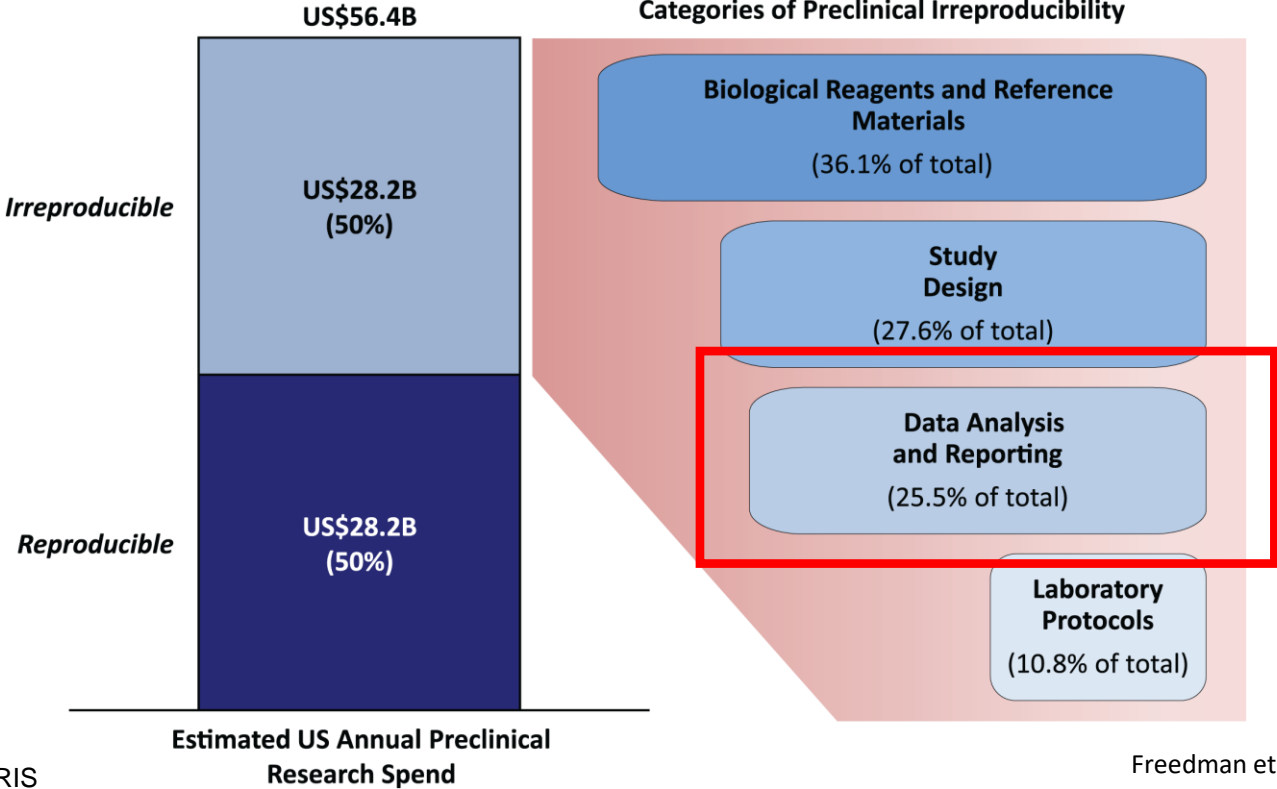 US$56.4B
Categories of Preclinical Irreproducibility
Irreproducible
US$28.2B
(50%)
Reproducible
US$28.2B
(50%)
Estimated US Annual Preclinical
Research Spend
Biological Reagents and Reference
Materials
(36.1% of total)
Study
Design
(27.6% of total)
Data Analysis
and Reporting
(25.5% of total)
Laboratory
Protocols
(10.8% of total)
RIS
Freedman et